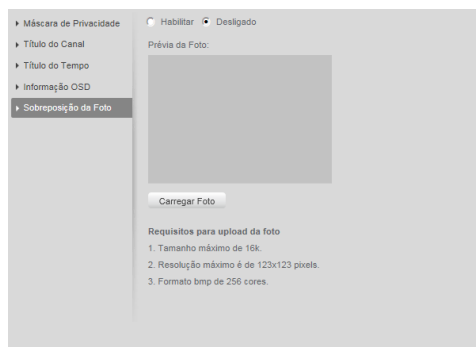 Máscara de Privacidade
Título do Canal
Título do Tempo
Informação OSD
Sobreposição da Foto
Habilitar Desligado
Prévia da Foto:
Carregar Foto
Requisitos para upload da foto
1. Tamanho máximo de 16k.
2. Resolução máximo é de 123x123 pixels.
3. Formato bmp de 256 cores.